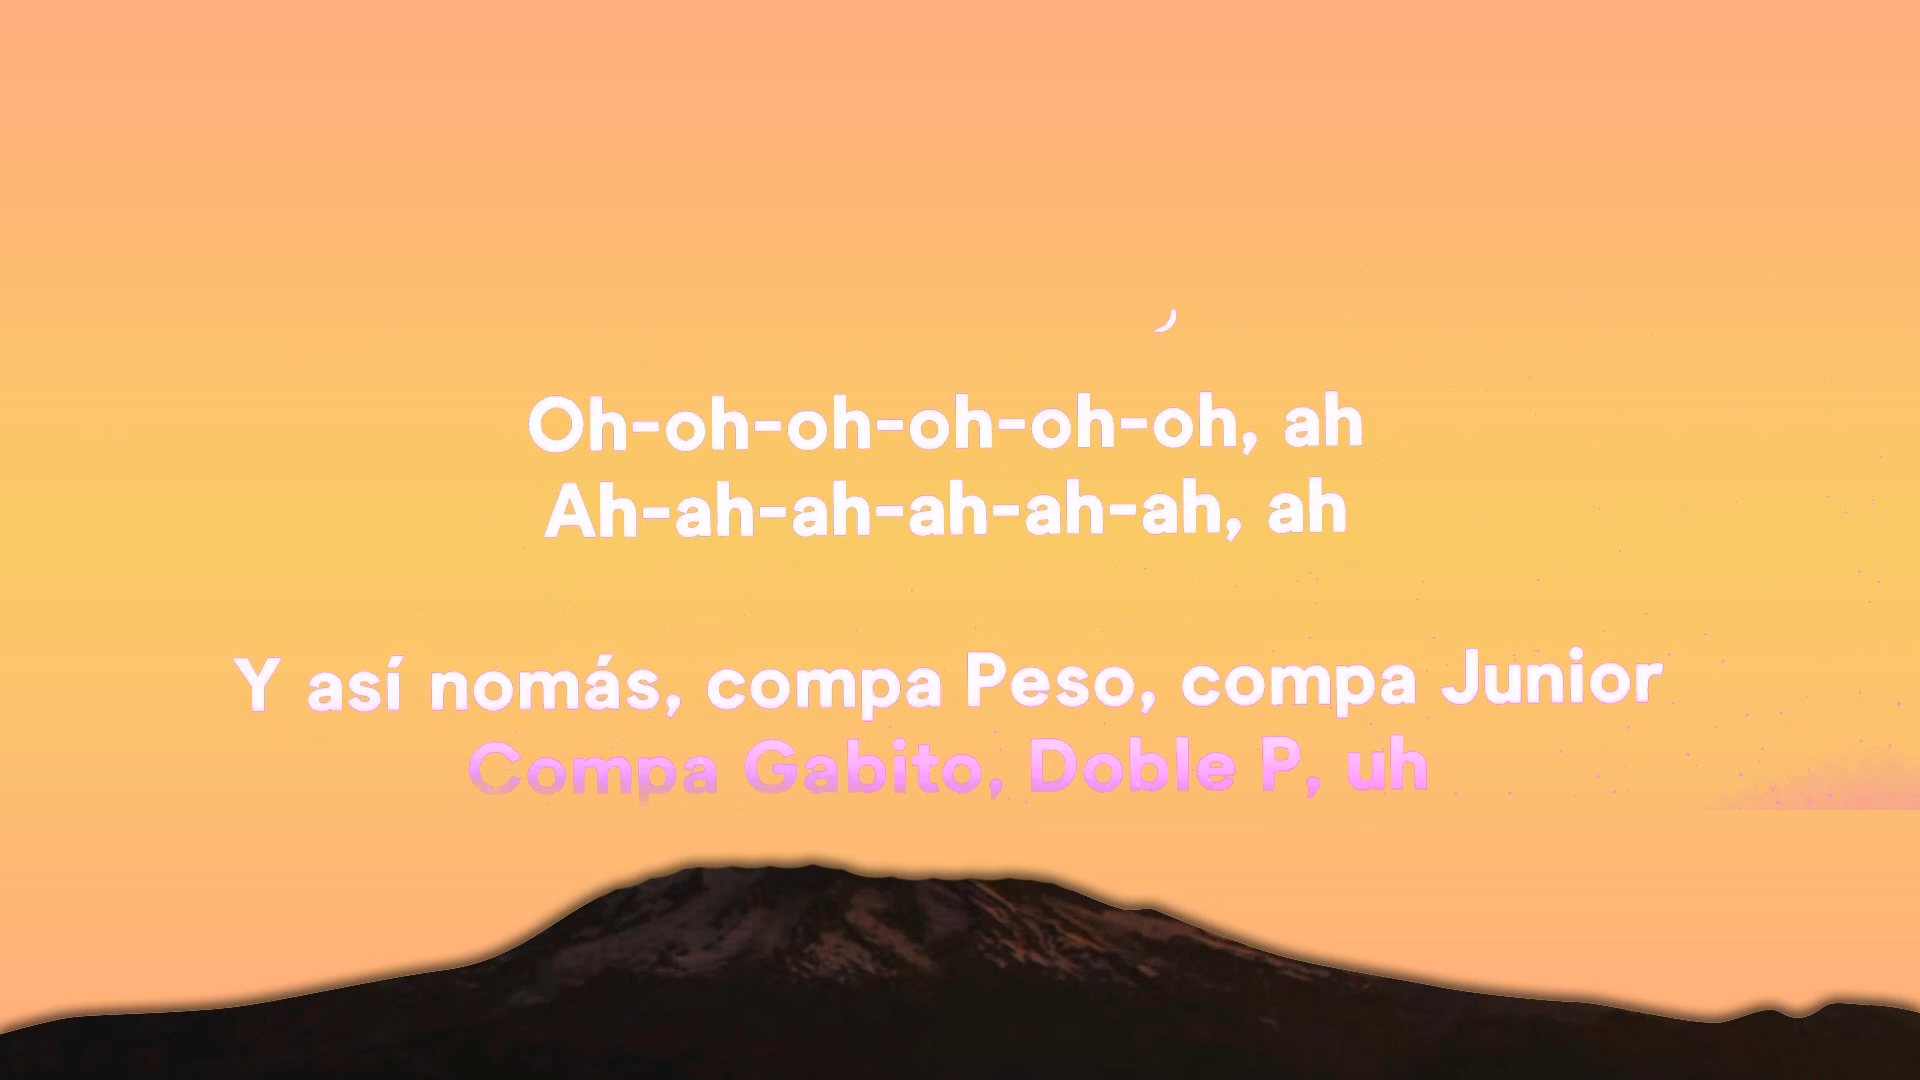 Oh-oh-oh-oh-oh-oh, ah
Ah-ah-ah-ah-ah-ah, ah
Y así nomás, compa Peso, compa Junior
Compa Gabito, Doble P, uh